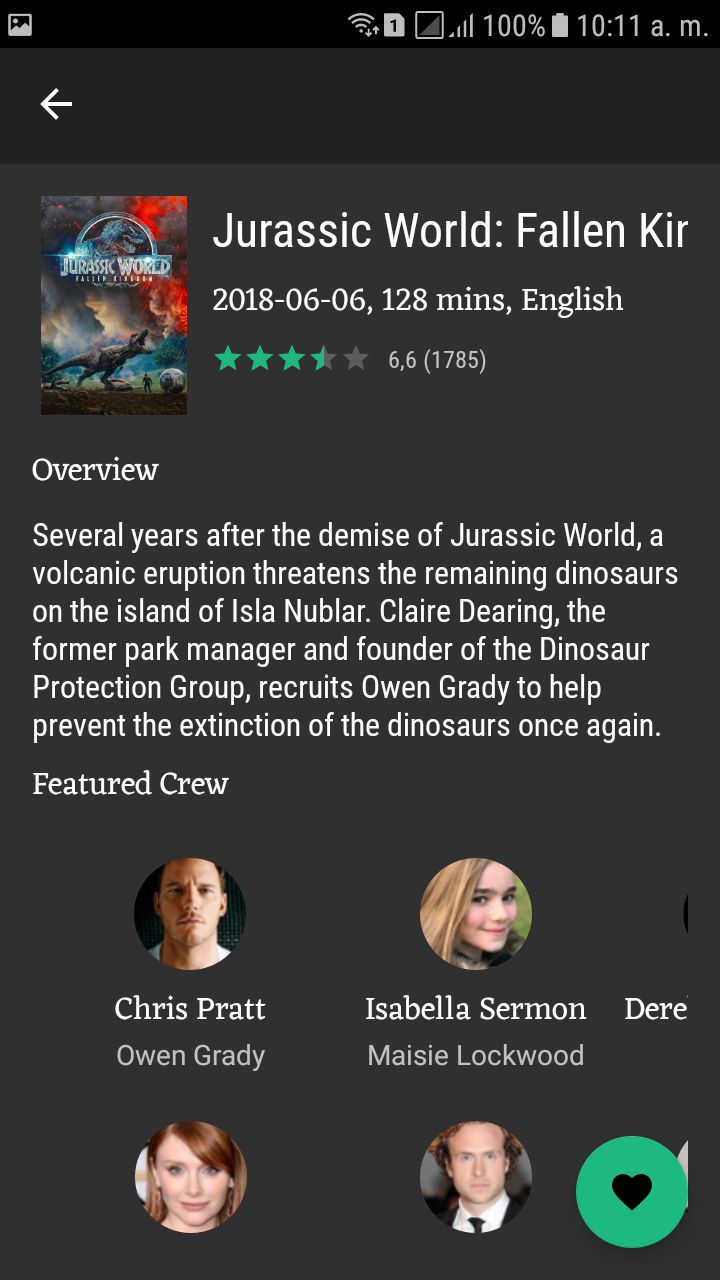 1 100% 10:11 a. m.
JURASSIC WORLD
FALLEN KINGDOM
Jurassic World: Fallen Kin
2018-06-06, 128 mins, English
6,6 (1785)
Overview
Several years after the demise of Jurassic World, a
volcanic eruption threatens the remaining dinosaurs
on the island of Isla Nublar. Claire Dearing, the
former park manager and founder of the Dinosaur
Protection Group, recruits Owen Grady to help
prevent the extinction of the dinosaurs once again.
Featured Crew
Chris Pratt
Isabella Sermon
Dere
Owen Grady
Maisie Lockwood